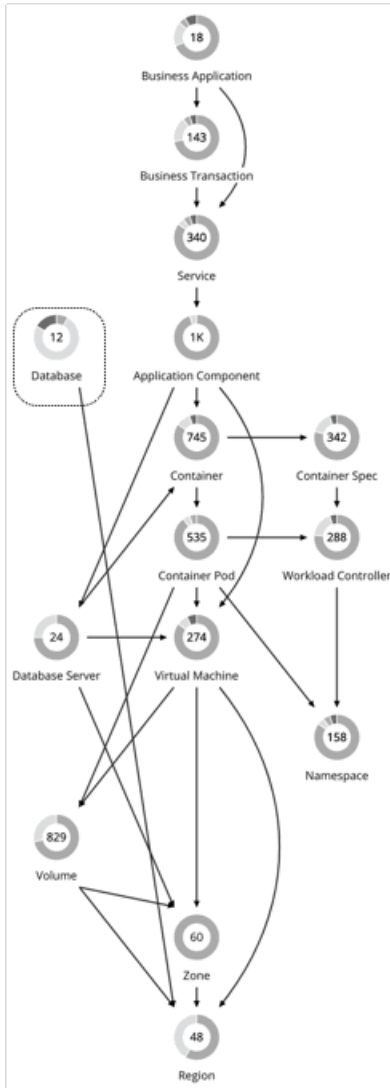 18
Business Application
143
Business Transaction
340
Service
12
Database
1K
Application Component
745
Container
342
Container Spec
535
Container Pod
288
Workload Controller
24
Database Server
274
Virtual Machine
158
Namespace
829
Volume
60
Zone
48
Region